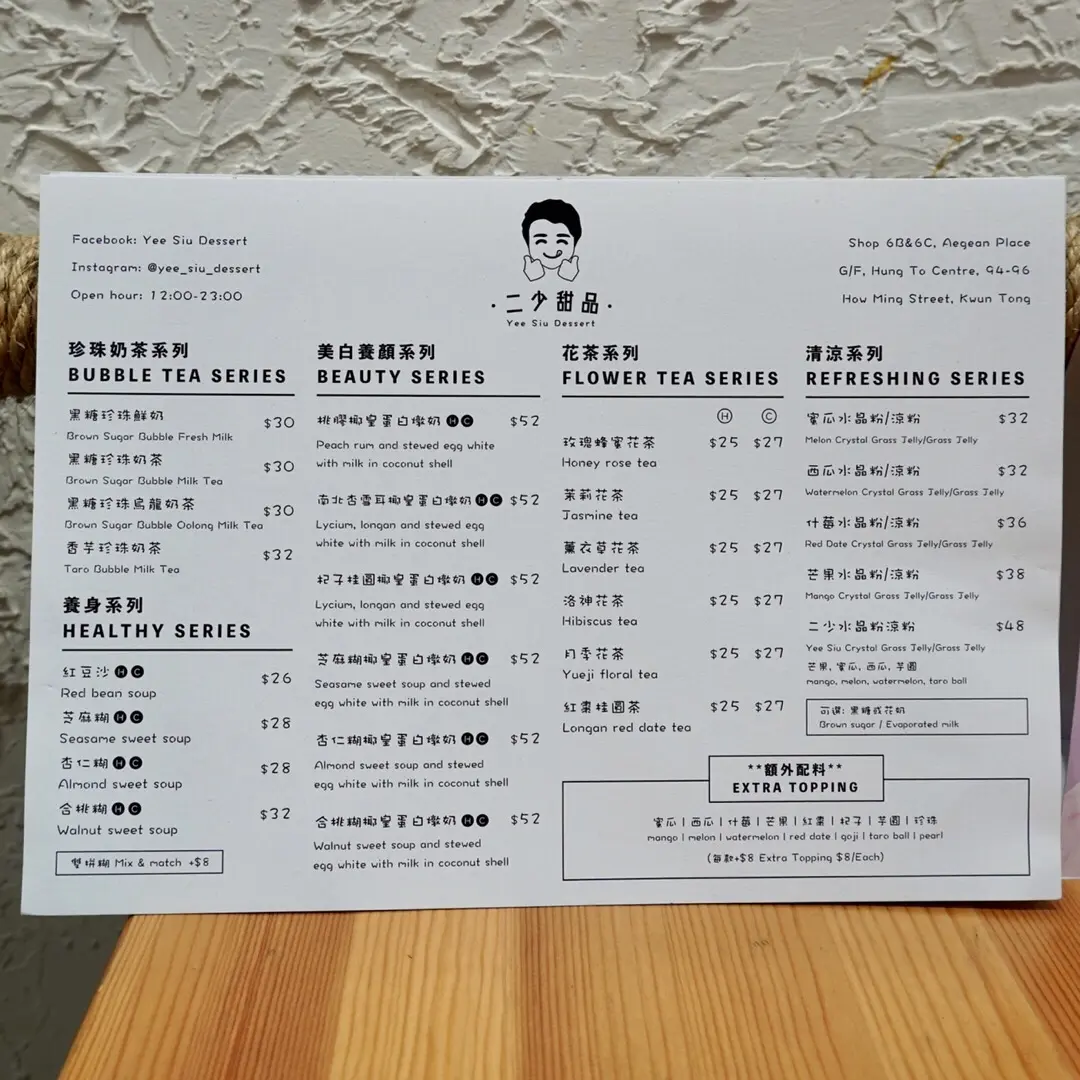 Facebook: Yee Siu Dessert
Instagram: @yee_siu_dessert
Open hour: 12:00-23:00
·二少甜品·
Yee Siu Dessert
Shop 6B&6C, Aegean Place
G/F, Hung To Centre, 94-96
How Ming Street, Kwun Tong
珍珠奶茶系列
BUBBLE TEA SERIES
黑糖珍珠鮮奶 $30
Brown Sugar Bubble Fresh Milk
黑糖珍珠奶茶 $30
Brown Sugar Bubble Milk Tea
黑糖珍珠烏龍奶茶 $30
Brown Sugar Bubble Oolong Milk Tea
香芋珍珠奶茶 $32
Taro Bubble Milk Tea
養身系列
HEALTHY SERIES
紅豆沙 H C $26
Red bean soup
芝麻糊 H C $28
Seasame sweet soup
杏仁糊 H C $28
Almond sweet soup
合桃糊 H C $32
Walnut sweet soup
雙拼糊 Mix & match +$8
美白養顏系列
BEAUTY SERIES
桃膠椰皇蛋白燉奶 H C $52
Peach rum and stewed egg white
with milk in coconut shell
南北杏雪耳椰皇蛋白燉奶 H C $52
Lycium, longan and stewed egg
white with milk in coconut shell
杞子桂圓椰皇蛋白燉奶 H C $52
Lycium, longan and stewed egg
white with milk in coconut shell
芝麻糊椰皇蛋白燉奶 H C $52
Seasame sweet soup and stewed
egg white with milk in coconut shell
杏仁糊椰皇蛋白燉奶 H C $52
Almond sweet soup and stewed
egg white with milk in coconut shell
合桃糊椰皇蛋白燉奶 H C $52
Walnut sweet soup and stewed
egg white with milk in coconut shell
花茶系列
FLOWER TEA SERIES
H C
玫瑰蜂蜜花茶 $25 $27
Honey rose tea
茉莉花茶 $25 $27
Jasmine tea
薰衣草花茶 $25 $27
Lavender tea
洛神花茶 $25 $27
Hibiscus tea
月季花茶 $25 $27
Yueji floral tea
紅棗桂圓茶 $25 $27
Longan red date tea
清涼系列
REFRESHING SERIES
蜜瓜水晶粉/涼粉 $32
Melon Crystal Grass Jelly/Grass Jelly
西瓜水晶粉/涼粉 $32
Watermelon Crystal Grass Jelly/Grass Jelly
什莓水晶粉/涼粉 $36
Red Date Crystal Grass Jelly/Grass Jelly
芒果水晶粉/涼粉 $38
Mango Crystal Grass Jelly/Grass Jelly
二少水晶粉涼粉 $48
Yee Siu Crystal Grass Jelly/Grass Jelly
芒果, 蜜瓜, 西瓜, 芋圓
mango, melon, watermelon, taro ball
可選: 黑糖或花奶
Brown sugar / Evaporated milk
**額外配料**
EXTRA TOPPING
蜜瓜 | 西瓜 | 什莓 | 芒果 | 紅棗 | 杞子 | 芋圓 | 珍珠
mango | melon | watermelon | red date | goji | taro ball | pearl
(每款+$8 Extra Topping $8/Each)